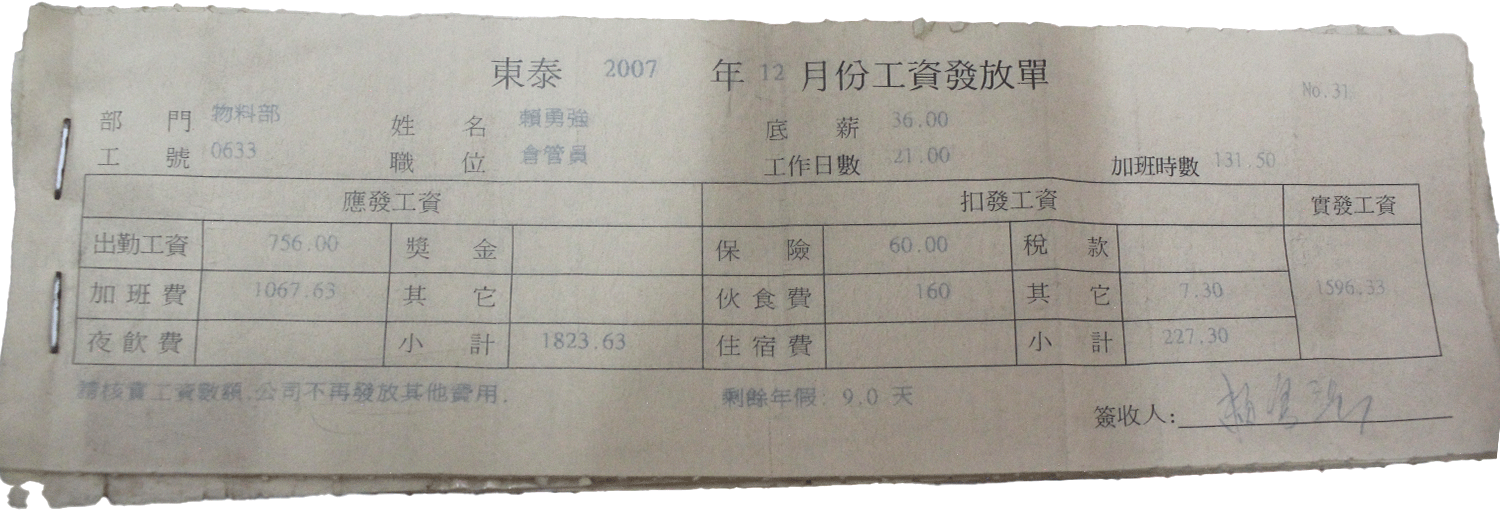 東泰 2007 年 12 月份工資發放單
No.31
部門 物料部 姓名 賴勇強 底薪 36.00
工號 0633 職位 倉管員 工作日數 21.00 加班時數 131.50
應發工資 扣發工資 實發工資
出勤工資 756.00 獎金 保險 60.00 稅款
加班費 1067.63 其它 伙食費 160 其它 7.30 1596.33
夜飲費 小計 1823.63 住宿費 小計 227.30
請核實工資數額.公司不再發放其他費用. 剩餘年假: 9.0 天
簽收人: 賴勇強